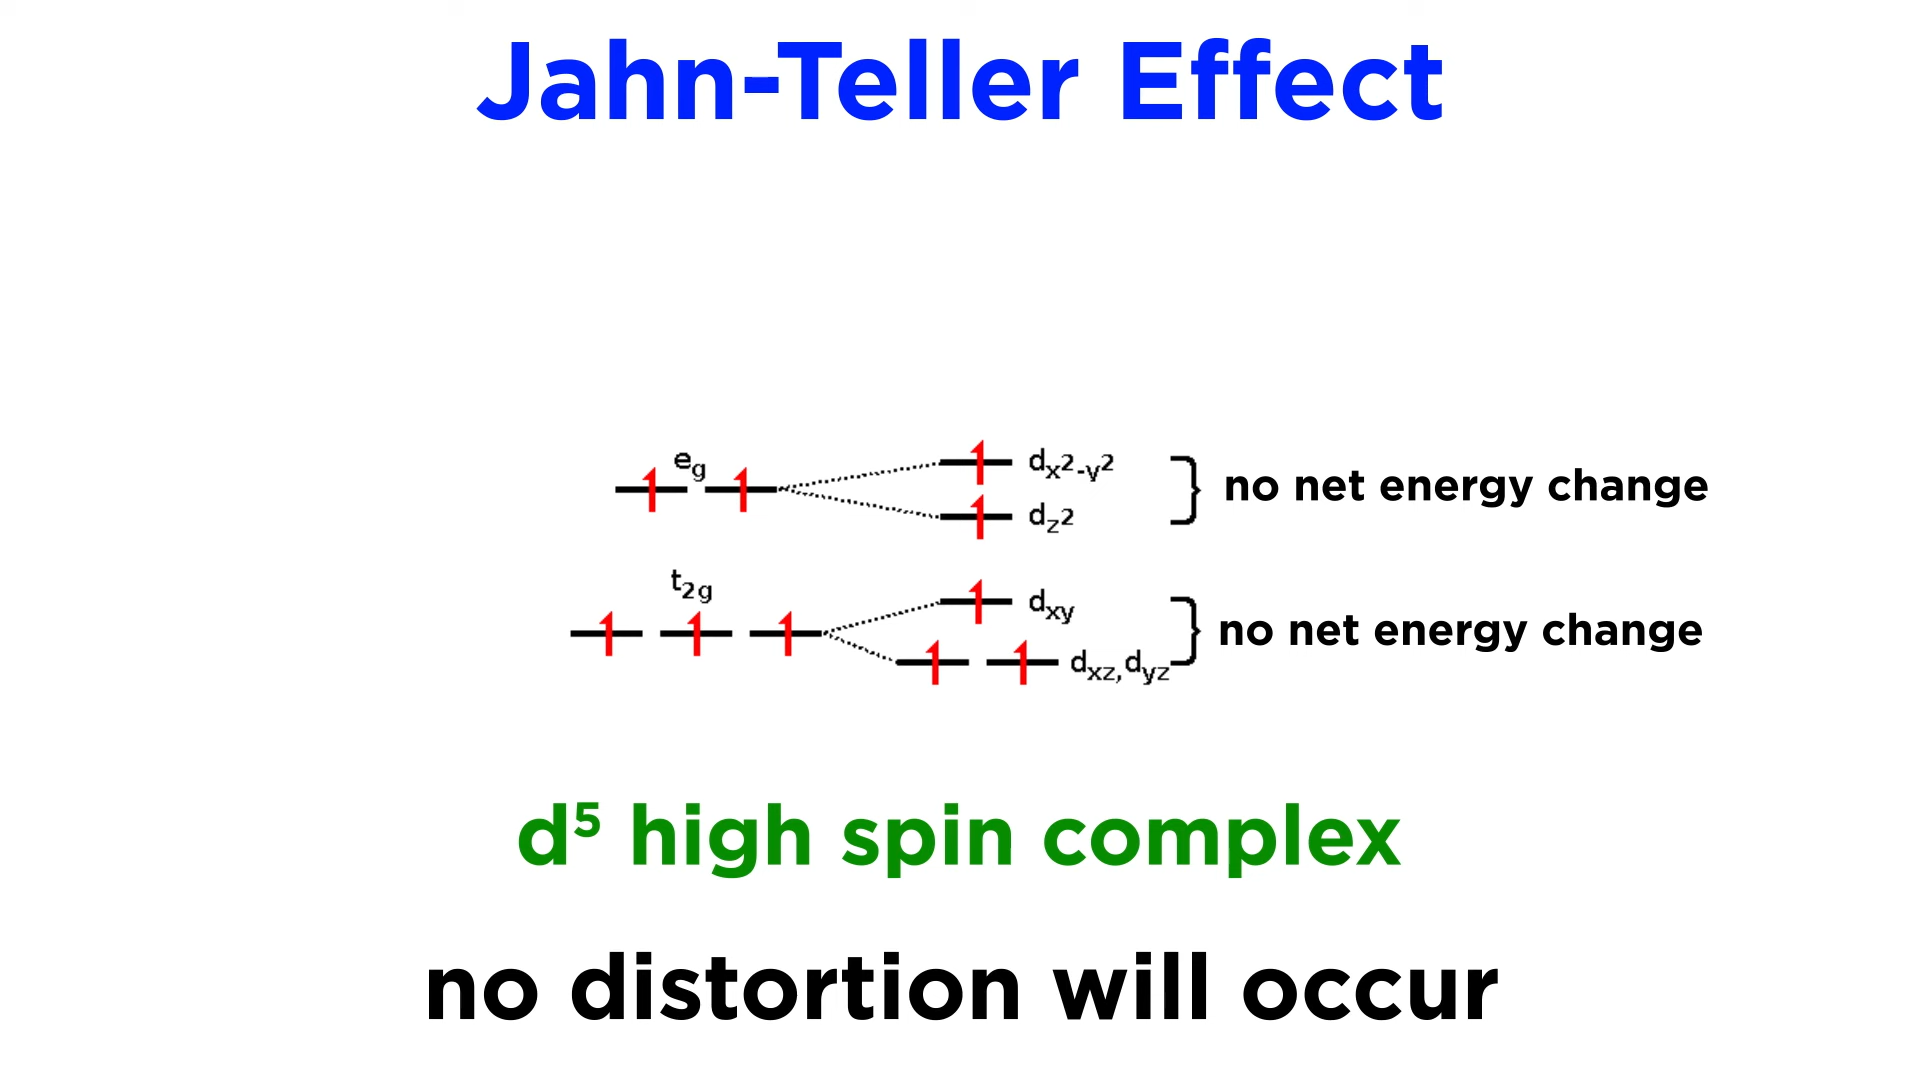 Jahn-Teller Effect
e_g
d_x²-y²
no net energy change
d_z²
t_2g
d_xy
no net energy change
d_xz,d_yz
d⁵ high spin complex
no distortion will occur